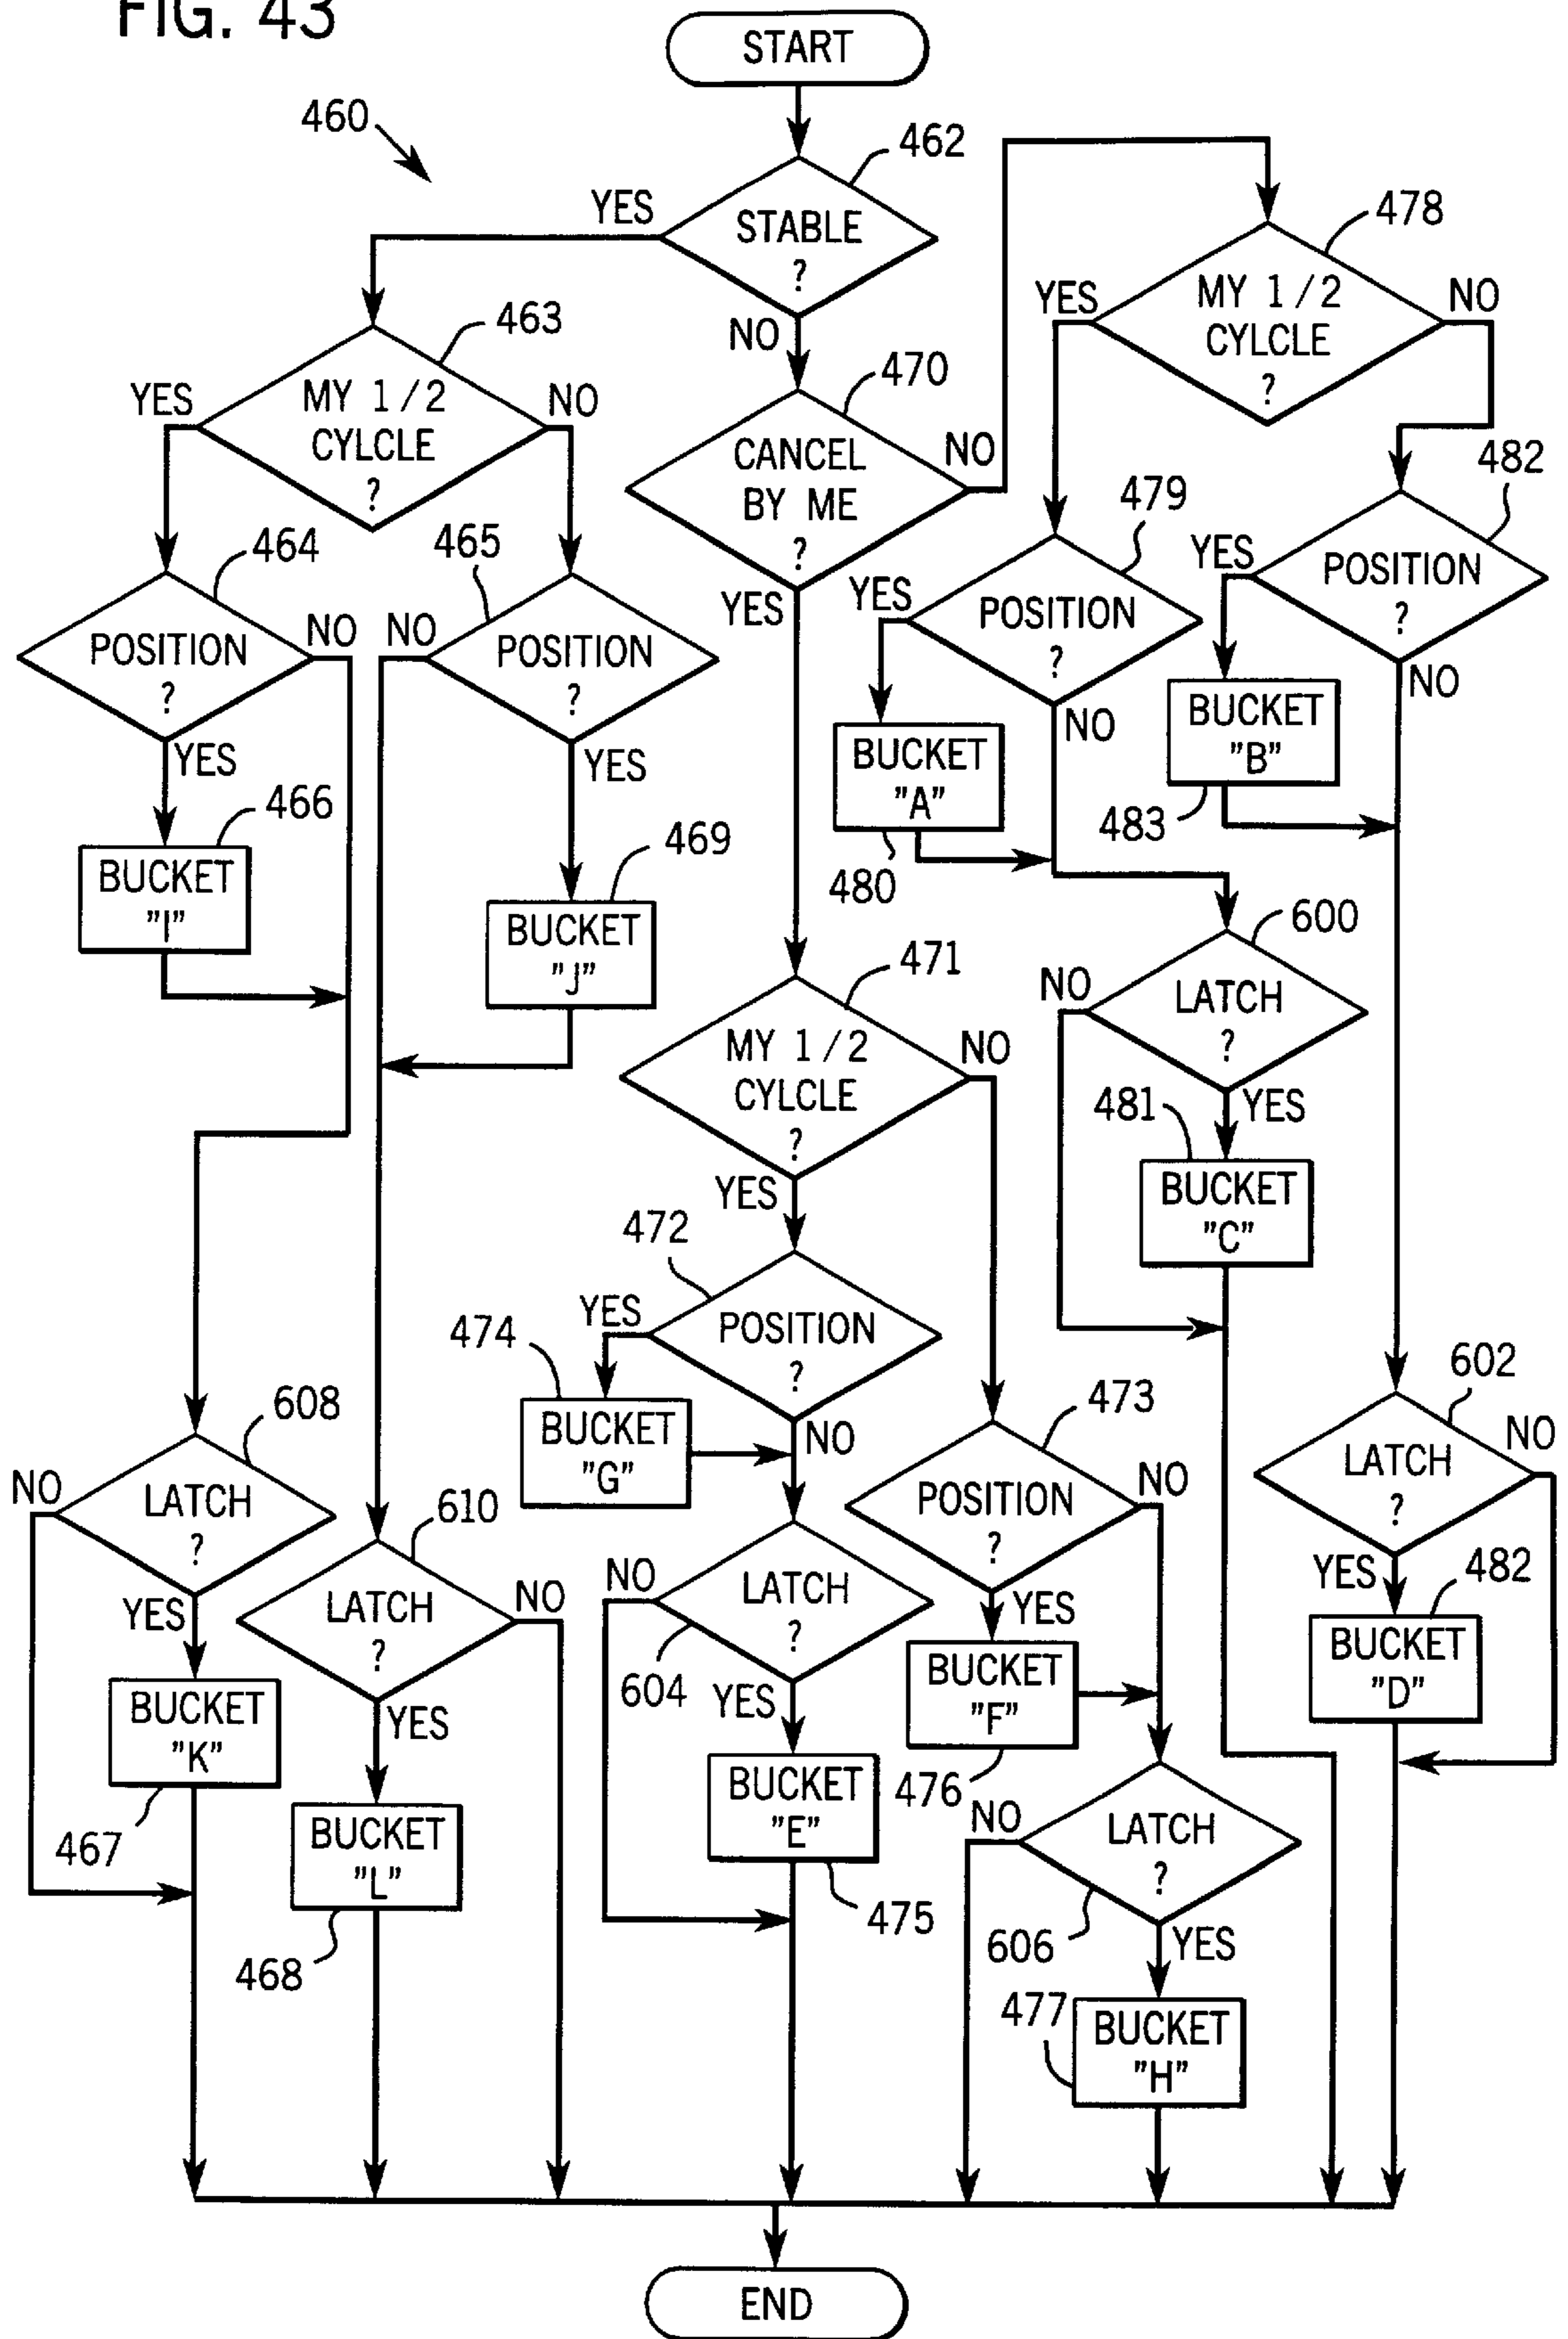 FIG. 43
START
460
462
YES
STABLE
?
478
YES
MY 1/2
CYLCLE
?
NO
463
NO
470
YES
MY 1/2
CYLCLE
?
NO
CANCEL
BY ME
?
NO
482
464
465
479
YES
POSITION
?
NO
YES
YES
POSITION
?
NO
POSITION
?
NO
NO
POSITION
?
YES
YES
BUCKET
"B"
483
BUCKET
"A"
480
466
BUCKET
"I"
469
BUCKET
"J"
600
471
NO
LATCH
?
YES
MY 1/2
CYLCLE
?
NO
YES
481
BUCKET
"C"
472
YES
POSITION
?
NO
474
BUCKET
"G"
473
602
608
LATCH
?
NO
POSITION
?
NO
YES
NO
LATCH
?
YES
610
LATCH
?
NO
YES
NO
LATCH
?
604
YES
YES
482
BUCKET
"D"
BUCKET
"F"
476
BUCKET
"K"
467
BUCKET
"E"
475
NO
LATCH
?
606
YES
BUCKET
"L"
468
477
BUCKET
"H"
END